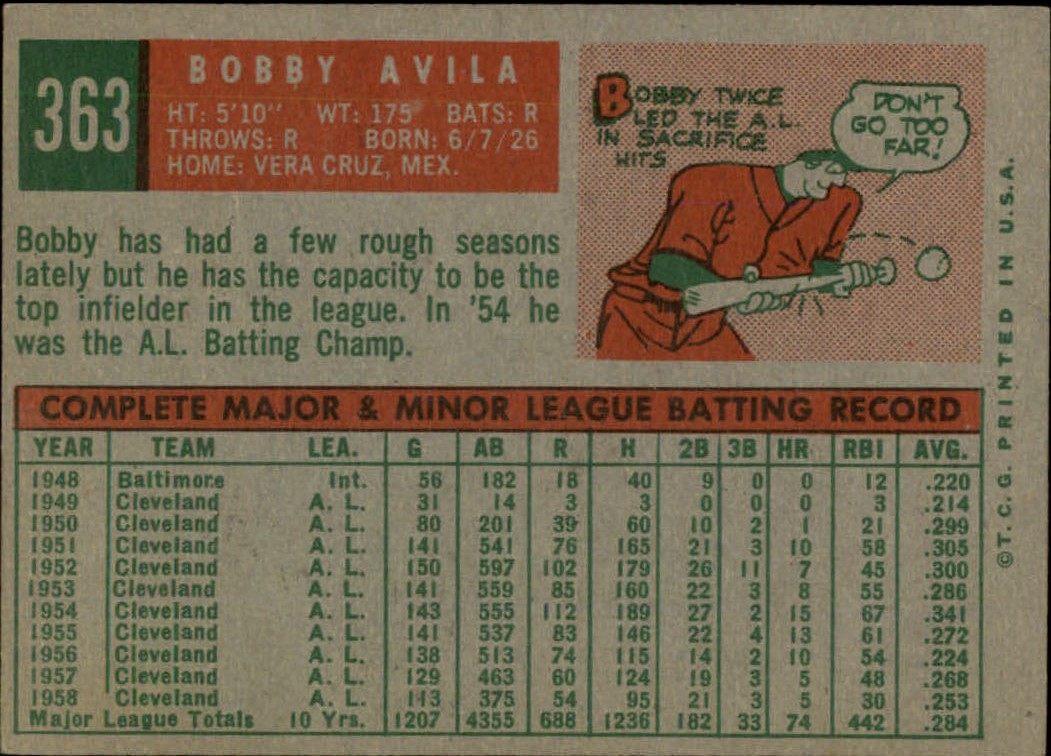 363
BOBBY AVILA
HT: 5'10" WT: 175 BATS: R
THROWS: R BORN: 6/7/26
HOME: VERA CRUZ, MEX.
BOBBY TWICE
LED THE A.L.
IN SACRIFICE
HITS
DON'T
GO TOO
FAR!
Bobby has had a few rough seasons
lately but he has the capacity to be the
top infielder in the league. In '54 he
was the A.L. Batting Champ.
COMPLETE MAJOR & MINOR LEAGUE BATTING RECORD
YEAR TEAM LEA. G AB R H 2B 3B HR RBI AVG.
1948 Baltimore Int. 56 182 18 40 9 0 0 12 .220
1949 Cleveland A. L. 31 14 3 3 0 0 0 3 .214
1950 Cleveland A. L. 80 201 39 60 10 2 1 21 .299
1951 Cleveland A. L. 141 541 76 165 21 3 10 58 .305
1952 Cleveland A. L. 150 597 102 179 26 11 7 45 .300
1953 Cleveland A. L. 141 559 85 160 22 3 8 55 .286
1954 Cleveland A. L. 143 555 112 189 27 2 15 67 .341
1955 Cleveland A. L. 141 537 83 146 22 4 13 61 .272
1956 Cleveland A. L. 138 513 74 115 14 2 10 54 .224
1957 Cleveland A. L. 129 463 60 124 19 3 5 48 .268
1958 Cleveland A. L. 113 375 54 95 21 3 5 30 .253
Major League Totals 10 Yrs. 1207 4355 688 1236 182 33 74 442 .284
©T. C. G. PRINTED IN U.S.A.